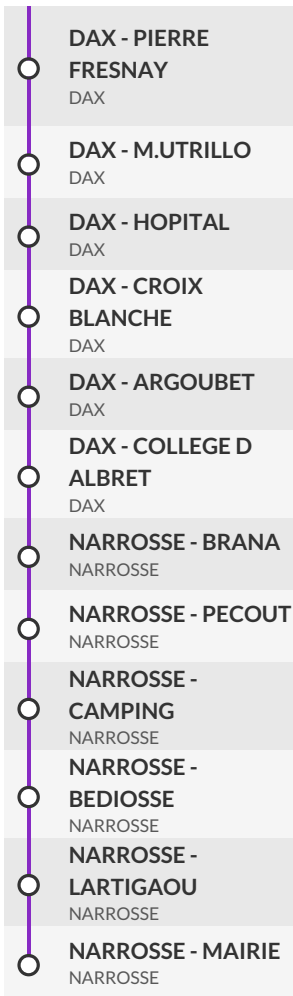 DAX - PIERRE
FRESNAY
DAX
DAX - M.UTRILLO
DAX
DAX - HOPITAL
DAX
DAX - CROIX
BLANCHE
DAX
DAX - ARGOUBET
DAX
DAX - COLLEGE D
ALBRET
DAX
NARROSSE - BRANA
NARROSSE
NARROSSE - PECOUT
NARROSSE
NARROSSE -
CAMPING
NARROSSE
NARROSSE -
BEDIOSSE
NARROSSE
NARROSSE -
LARTIGAOU
NARROSSE
NARROSSE - MAIRIE
NARROSSE